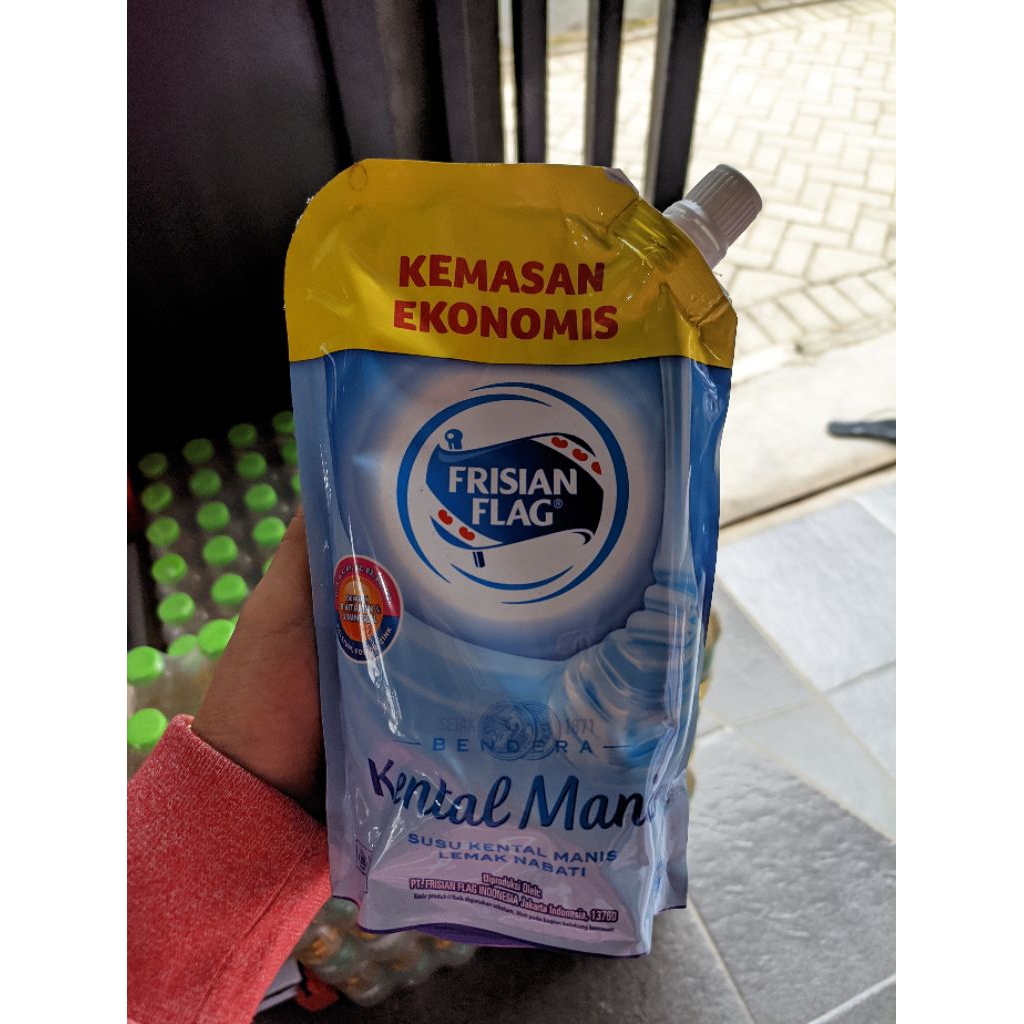 KEMASAN
EKONOMIS
FRISIAN
FLAG®
SEJAK 1871
BENDERA
Kental Mani
SUSU KENTAL MANIS
LEMAK NABATI
Diproduksi Oleh:
PT. FRISIAN FLAG INDONESIA, Jakarta Indonesia, 13760